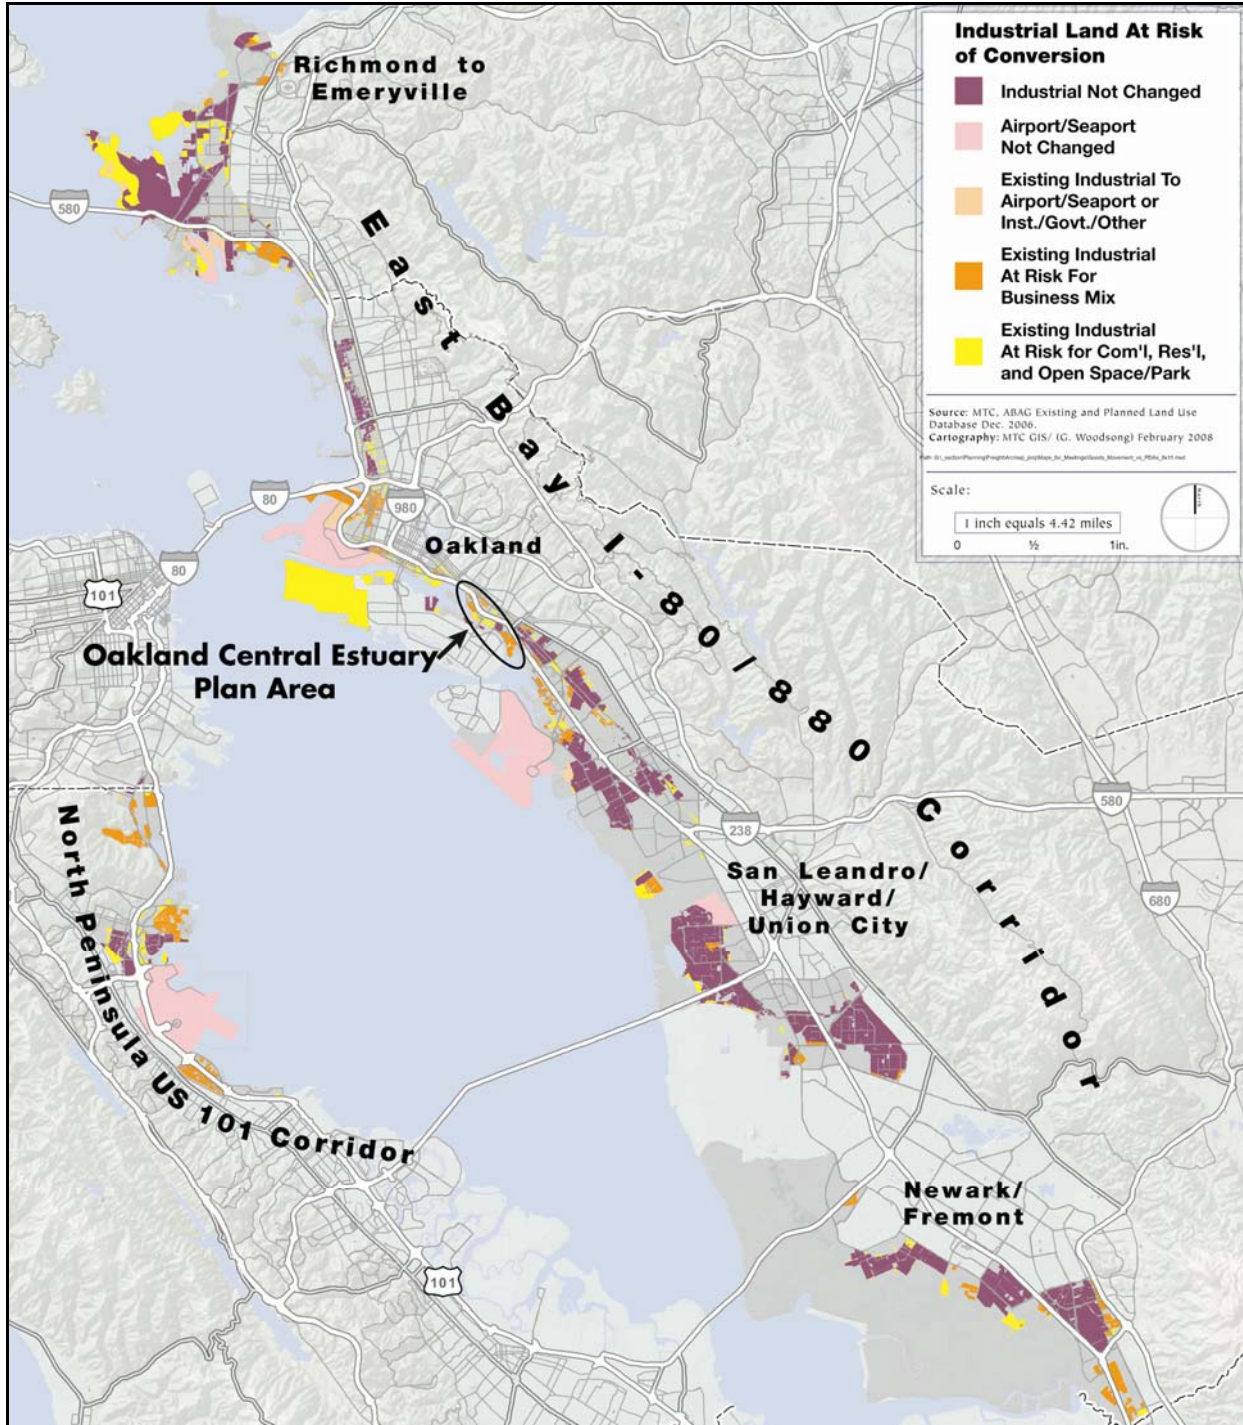 Industrial Land At Risk
of Conversion
Industrial Not Changed
Airport/Seaport
Not Changed
Existing Industrial To
Airport/Seaport or
Inst./Govt./Other
Existing Industrial
At Risk For
Business Mix
Existing Industrial
At Risk for Com'l, Res'l,
and Open Space/Park
Source: MTC, ABAG Existing and Planned Land Use
Database Dec. 2006.
Cartography: MTC GIS/ (G. Woodsong) February 2008
Scale:
1 inch equals 4.42 miles
0 ½ 1in.
Richmond to
Emeryville
580
East Bay I-80/880 Corridor
80
980
Oakland
80
101
Oakland Central Estuary
Plan Area
580
238
680
San Leandro/
Hayward/
Union City
North Peninsula US 101 Corridor
Newark/
Fremont
101